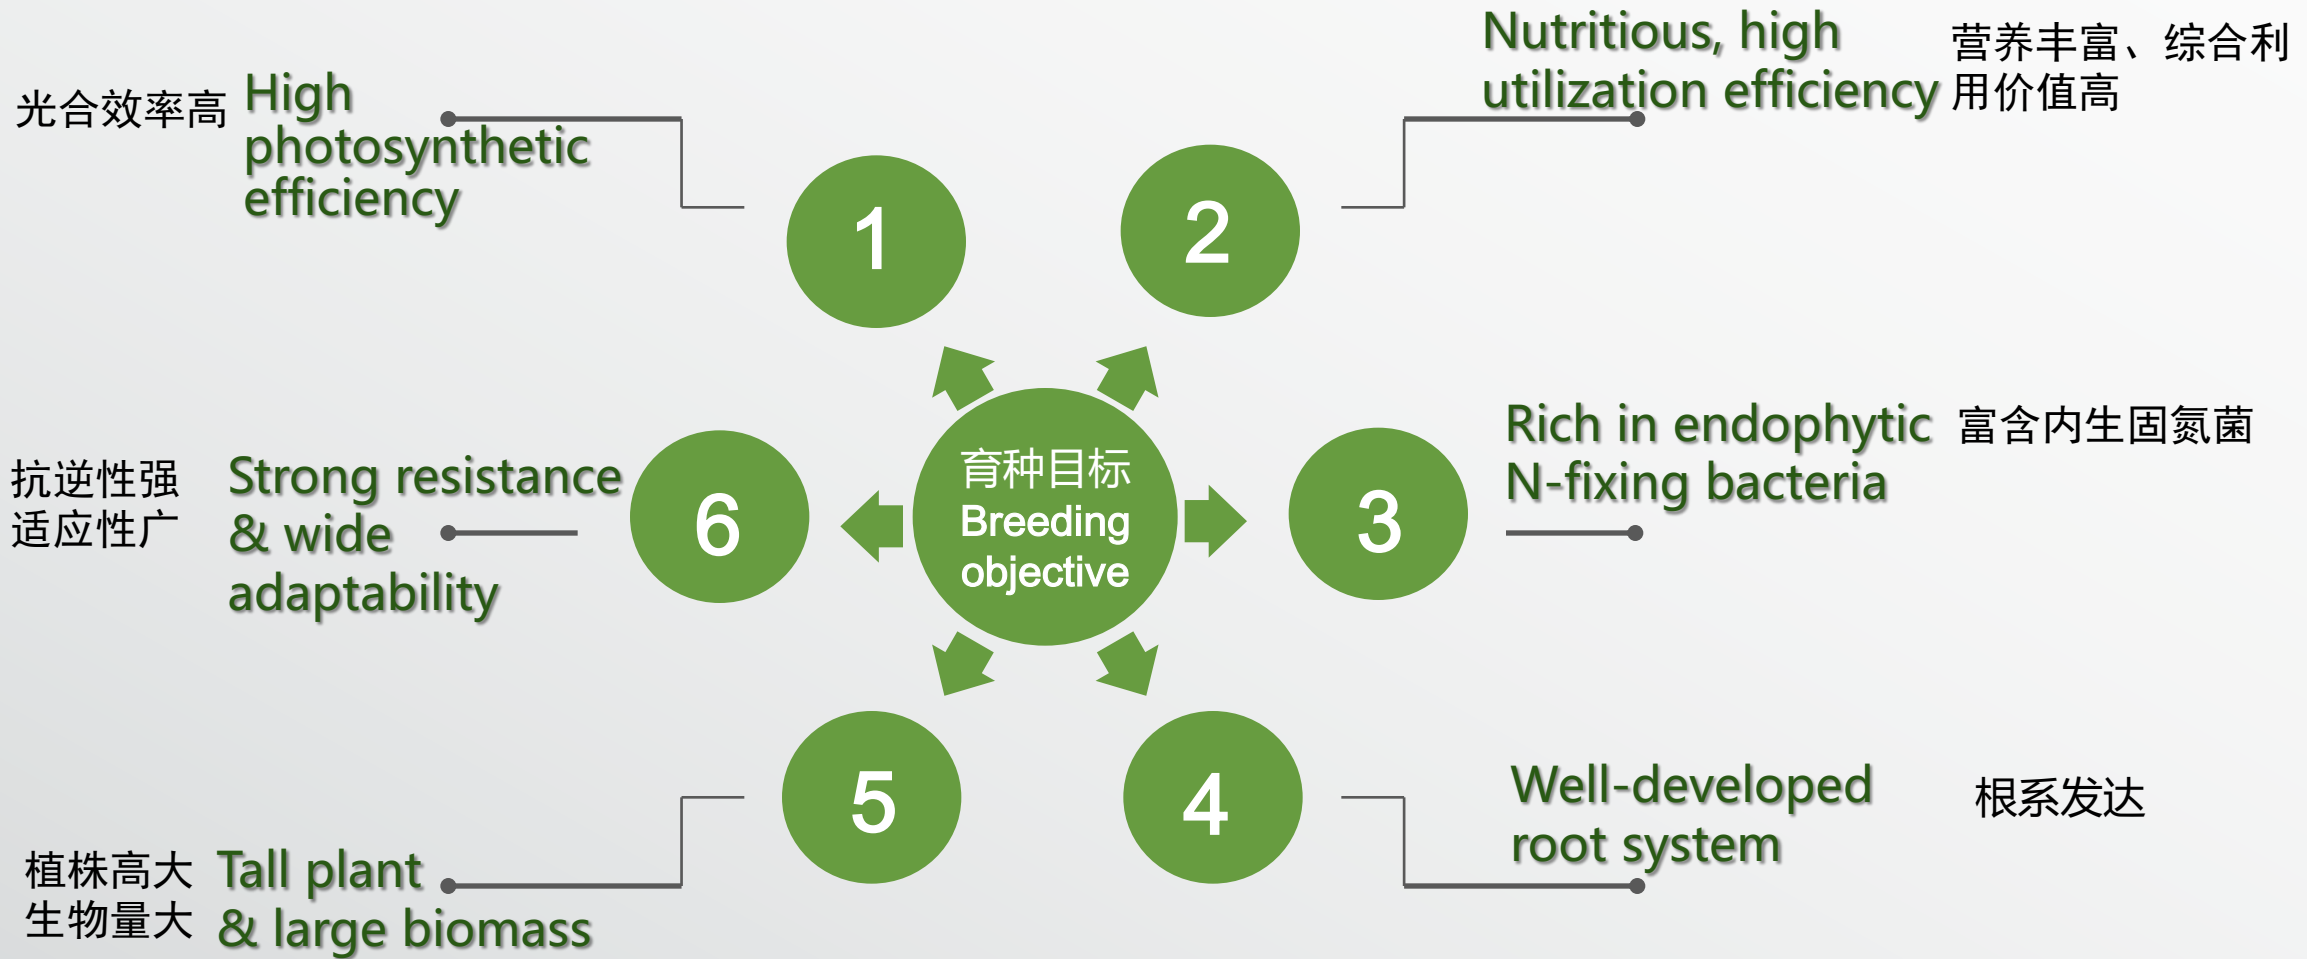 光合效率高
High
photosynthetic
efficiency
1
Nutritious, high
utilization efficiency
营养丰富、综合利
用价值高
2
育种目标
Breeding
objective
Rich in endophytic
N-fixing bacteria
富含内生固氮菌
3
Well-developed
root system
根系发达
4
植株高大
生物量大
Tall plant
& large biomass
5
抗逆性强
适应性广
Strong resistance
& wide
adaptability
6